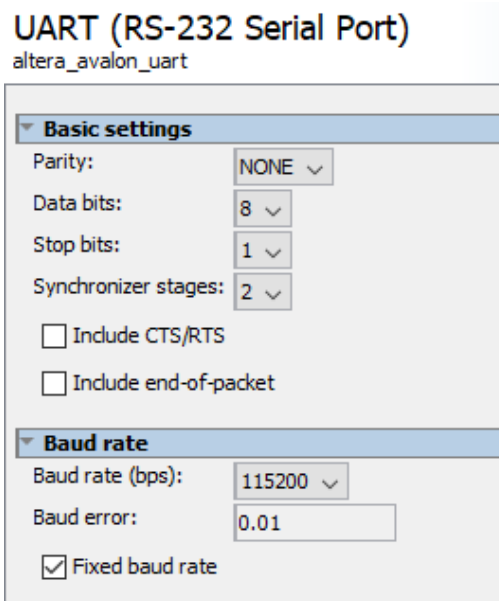 UART (RS-232 Serial Port)
altera_avalon_uart
Basic settings
Parity: NONE
Data bits: 8
Stop bits: 1
Synchronizer stages: 2
Include CTS/RTS
Include end-of-packet
Baud rate
Baud rate (bps): 115200
Baud error: 0.01
Fixed baud rate